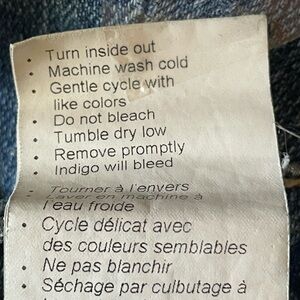 • Turn inside out
• Machine wash cold
• Gentle cycle with
like colors
• Do not bleach
• Tumble dry low
• Remove promptly
• Indigo will bleed
• Tourner à l'envers
• Laver en machine à
l'eau froide
• Cycle délicat avec
des couleurs semblables
• Ne pas blanchir
• Séchage par culbutage à